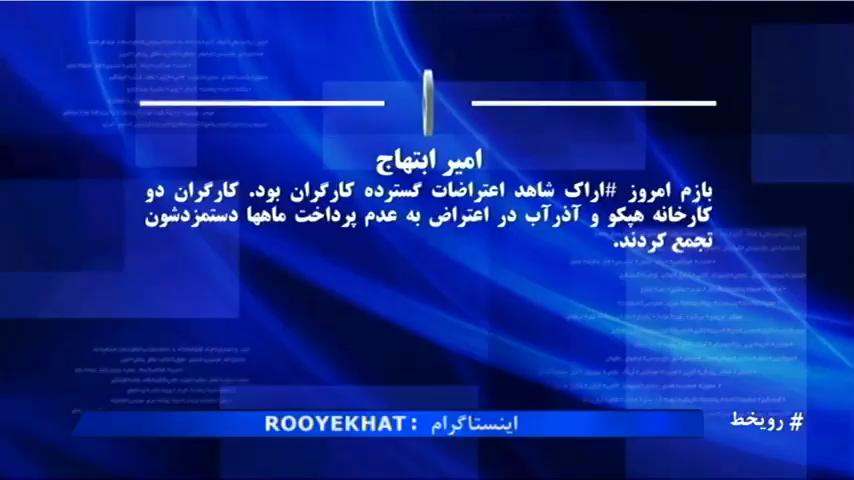 امیر ابتهاج
بازم امروز #اراک شاهد اعتراضات گسترده کارگران بود. کارگران دو
کارخانه هپکو و آذرآب در اعتراض به عدم پرداخت ماهها دستمزدشون
تجمع کردند.
اینستاگرام : ROOYEKHAT
# رویخط